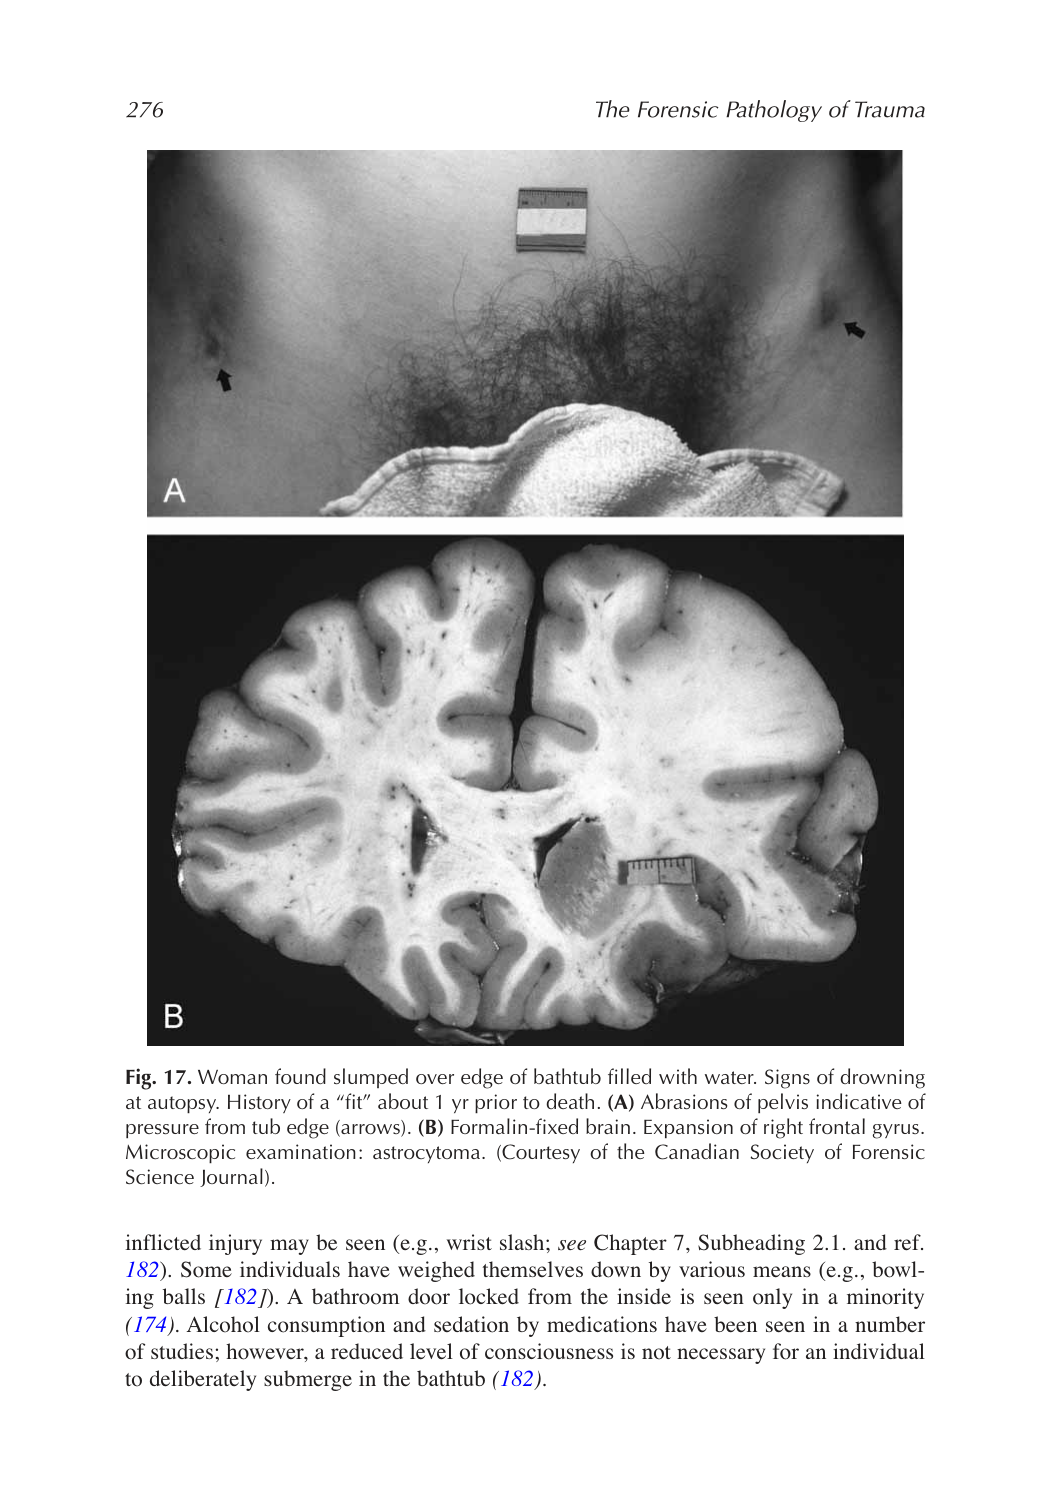 276
The Forensic Pathology of Trauma
A
B
Fig. 17. Woman found slumped over edge of bathtub filled with water. Signs of drowning
at autopsy. History of a “fit” about 1 yr prior to death. (A) Abrasions of pelvis indicative of
pressure from tub edge (arrows). (B) Formalin-fixed brain. Expansion of right frontal gyrus.
Microscopic examination: astrocytoma. (Courtesy of the Canadian Society of Forensic
Science Journal).
inflicted injury may be seen (e.g., wrist slash; see Chapter 7, Subheading 2.1. and ref.
182). Some individuals have weighed themselves down by various means (e.g., bowl-
ing balls [182]). A bathroom door locked from the inside is seen only in a minority
(174). Alcohol consumption and sedation by medications have been seen in a number
of studies; however, a reduced level of consciousness is not necessary for an individual
to deliberately submerge in the bathtub (182).